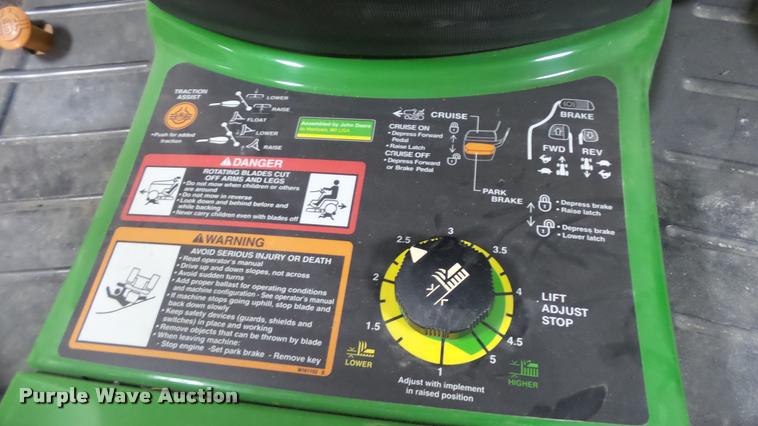 TRACTION
ASSIST
• Push for added
traction
LOWER
RAISE
FLOAT
LOWER
RAISE
Assembled by John Deere
in Horicon, WI USA
CRUISE
CRUISE ON
• Depress Forward
Pedal
• Raise Latch
CRUISE OFF
• Depress Forward
or Brake Pedal
BRAKE
FWD
REV
PARK
BRAKE
• Depress brake
• Raise latch
• Depress brake
• Lower latch
DANGER
ROTATING BLADES CUT
OFF ARMS AND LEGS
• Do not mow when children or others
are around
• Do not mow in reverse
• Look down and behind before and
while backing
• Never carry children even with blades off
WARNING
AVOID SERIOUS INJURY OR DEATH
• Read operator's manual
• Drive up and down slopes, not across
• Avoid sudden turns
• Add proper ballast for operating conditions
and machine configuration - See operator's manual
• If machine stops going uphill, stop blade and
back down slowly
• Keep safety devices (guards, shields and
switches) in place and working
• Remove objects that can be thrown by blade
• When leaving machine:
- Stop engine -Set park brake - Remove key
1
1.5
2
2.5
3
3.5
4
4.5
5
LIFT
ADJUST
STOP
LOWER
HIGHER
Adjust with implement
in raised position
Purple Wave Auction